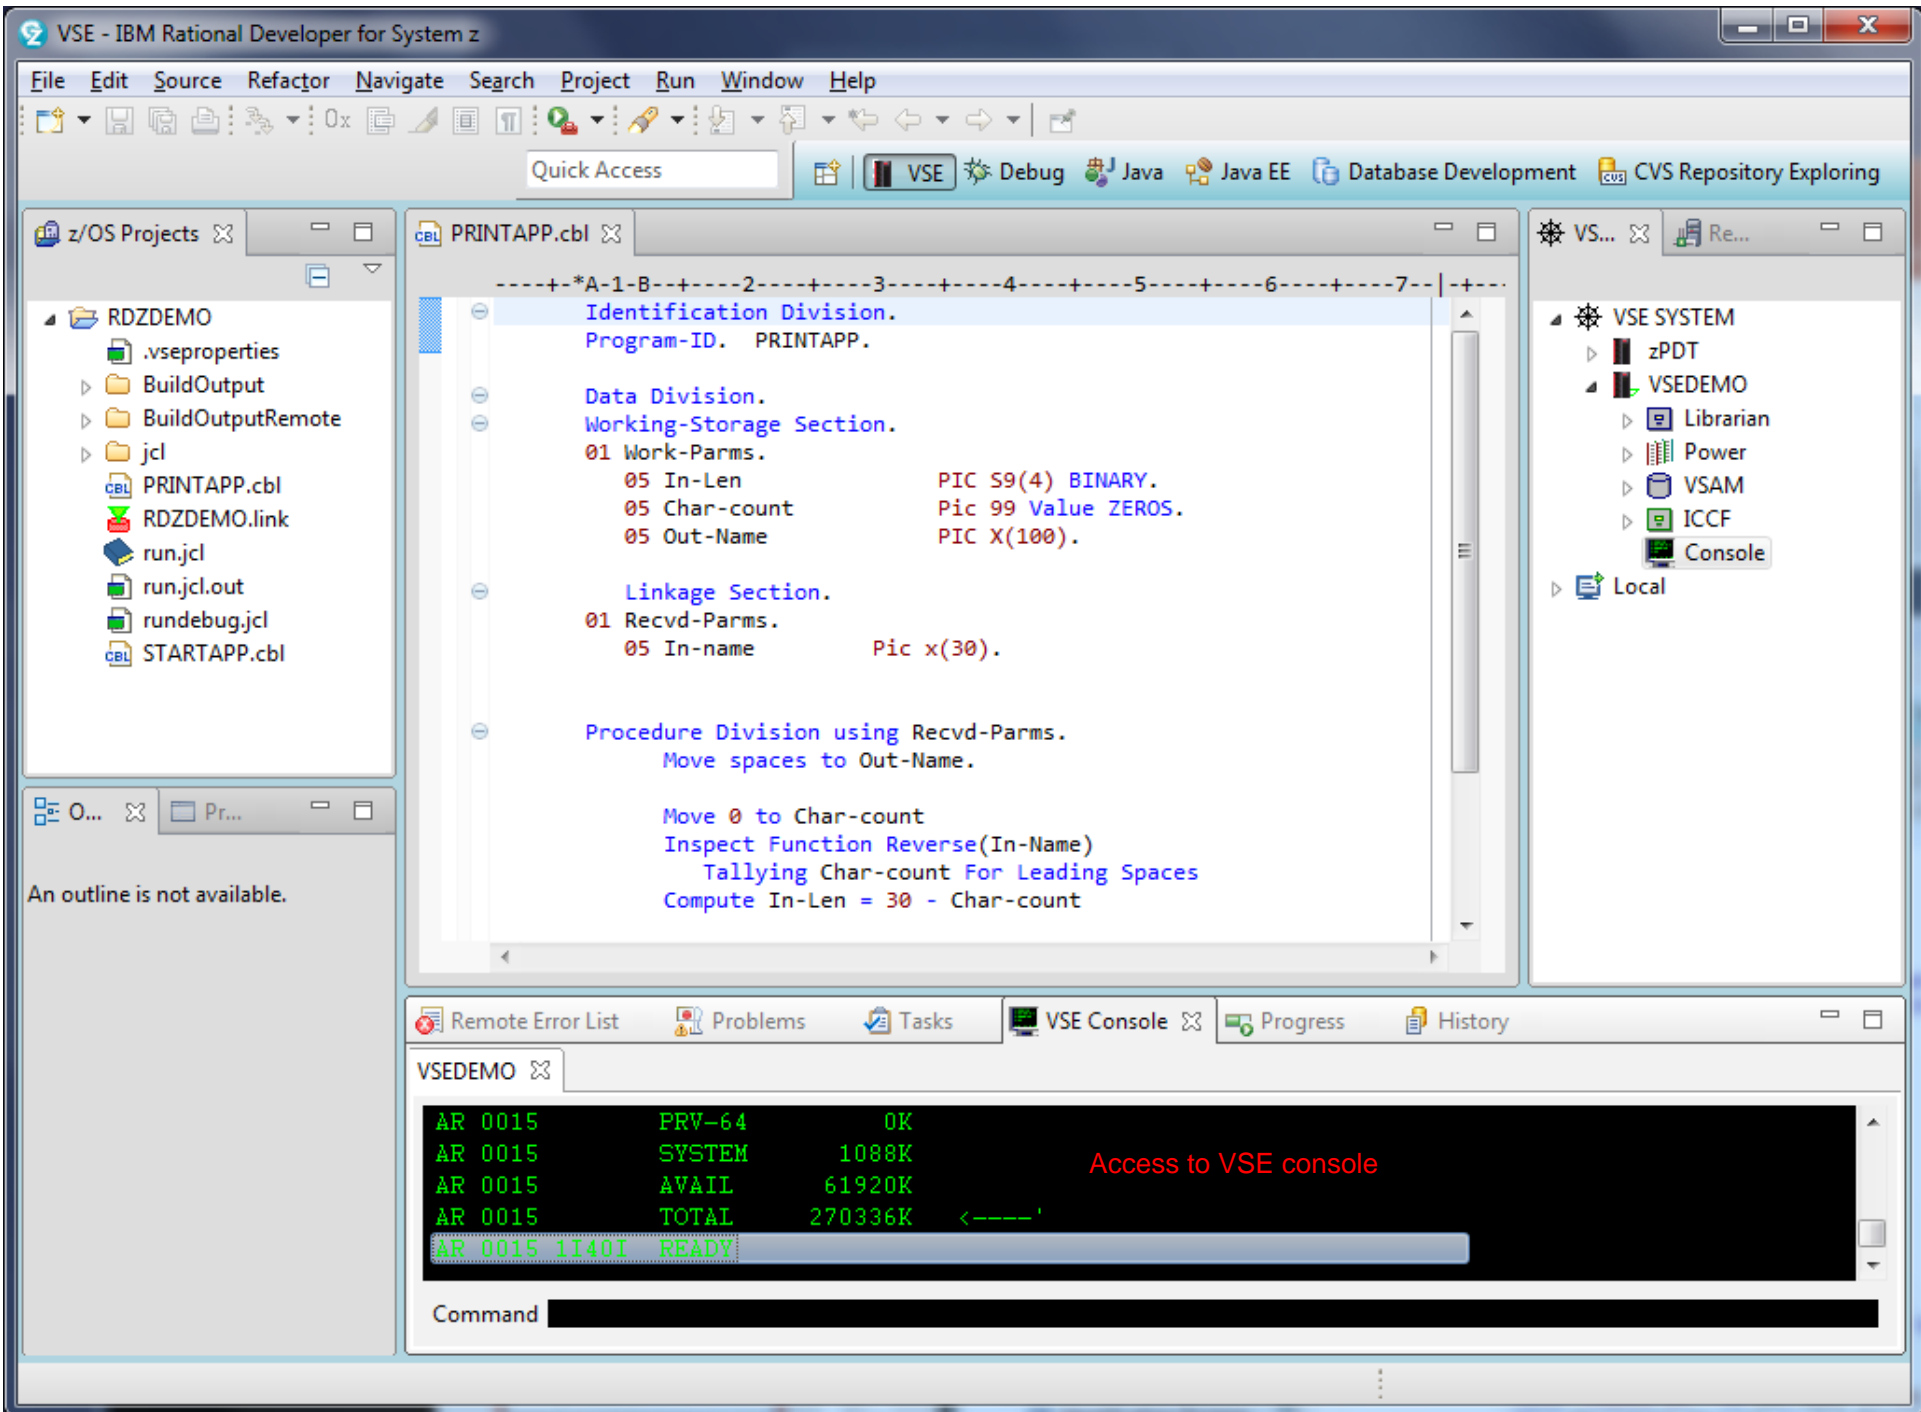 VSE - IBM Rational Developer for System z
File Edit Source Refactor Navigate Search Project Run Window Help
0x
Quick Access
VSE Debug Java Java EE Database Development CVS Repository Exploring
z/OS Projects
RDZDEMO
.vseproperties
BuildOutput
BuildOutputRemote
jcl
PRINTAPP.cbl
RDZDEMO.link
run.jcl
run.jcl.out
rundebug.jcl
STARTAPP.cbl
O... Pr...
An outline is not available.
PRINTAPP.cbl
----+-*A-1-B--+----2----+----3----+----4----+----5----+----6----+----7--|-+---
Identification Division.
Program-ID.  PRINTAPP.
Data Division.
Working-Storage Section.
01 Work-Parms.
05 In-Len PIC S9(4) BINARY.
05 Char-count Pic 99 Value ZEROS.
05 Out-Name PIC X(100).
Linkage Section.
01 Recvd-Parms.
05 In-name Pic x(30).
Procedure Division using Recvd-Parms.
Move spaces to Out-Name.
Move 0 to Char-count
Inspect Function Reverse(In-Name)
Tallying Char-count For Leading Spaces
Compute In-Len = 30 - Char-count
VS... Re...
VSE SYSTEM
zPDT
VSEDEMO
Librarian
Power
VSAM
ICCF
Console
Local
Remote Error List Problems Tasks VSE Console Progress History
VSEDEMO
AR 0015 PRV-64 0K
AR 0015 SYSTEM 1088K
AR 0015 AVAIL 61920K
AR 0015 TOTAL 270336K <----'
AR 0015 1I40I READY
Access to VSE console
Command